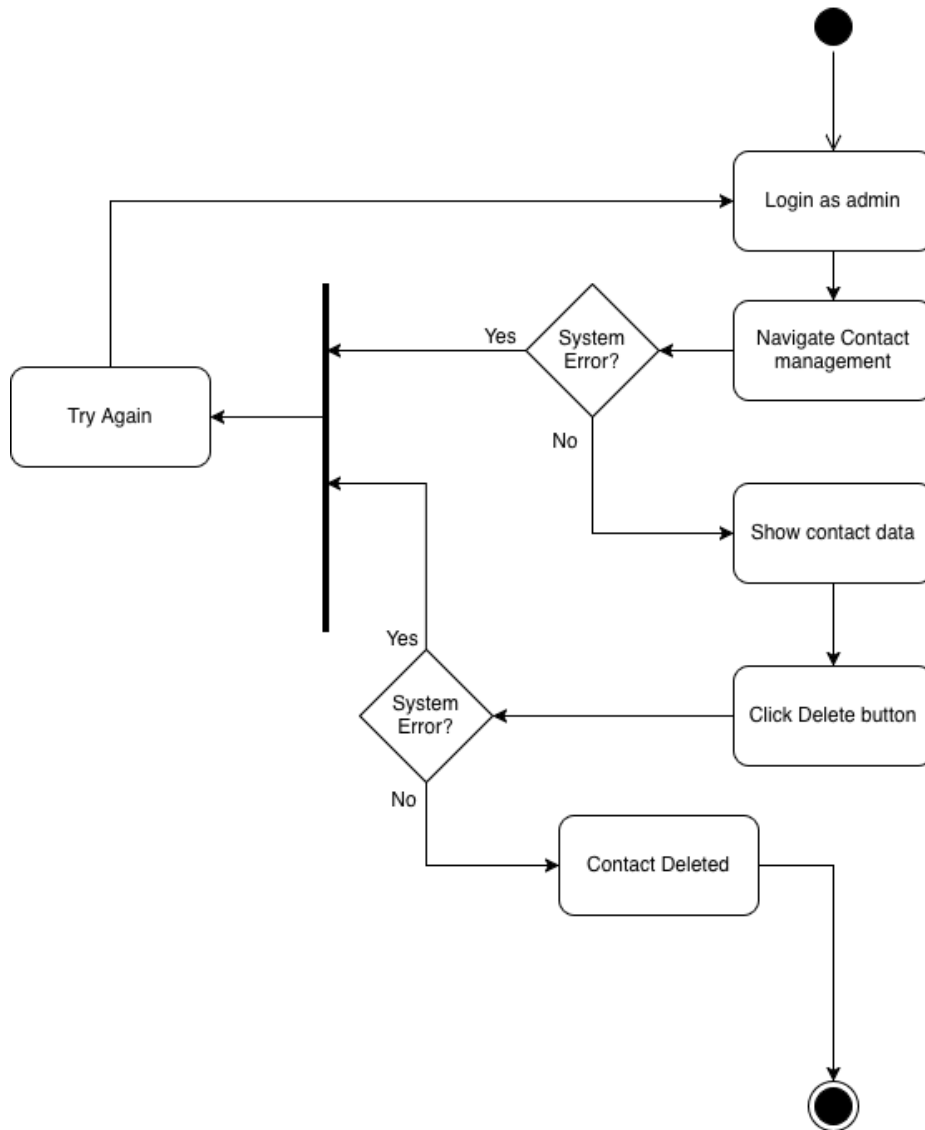 Login as admin
Navigate Contact
management
System
Error?
Yes
No
Try Again
Show contact data
Click Delete button
System
Error?
Yes
No
Contact Deleted